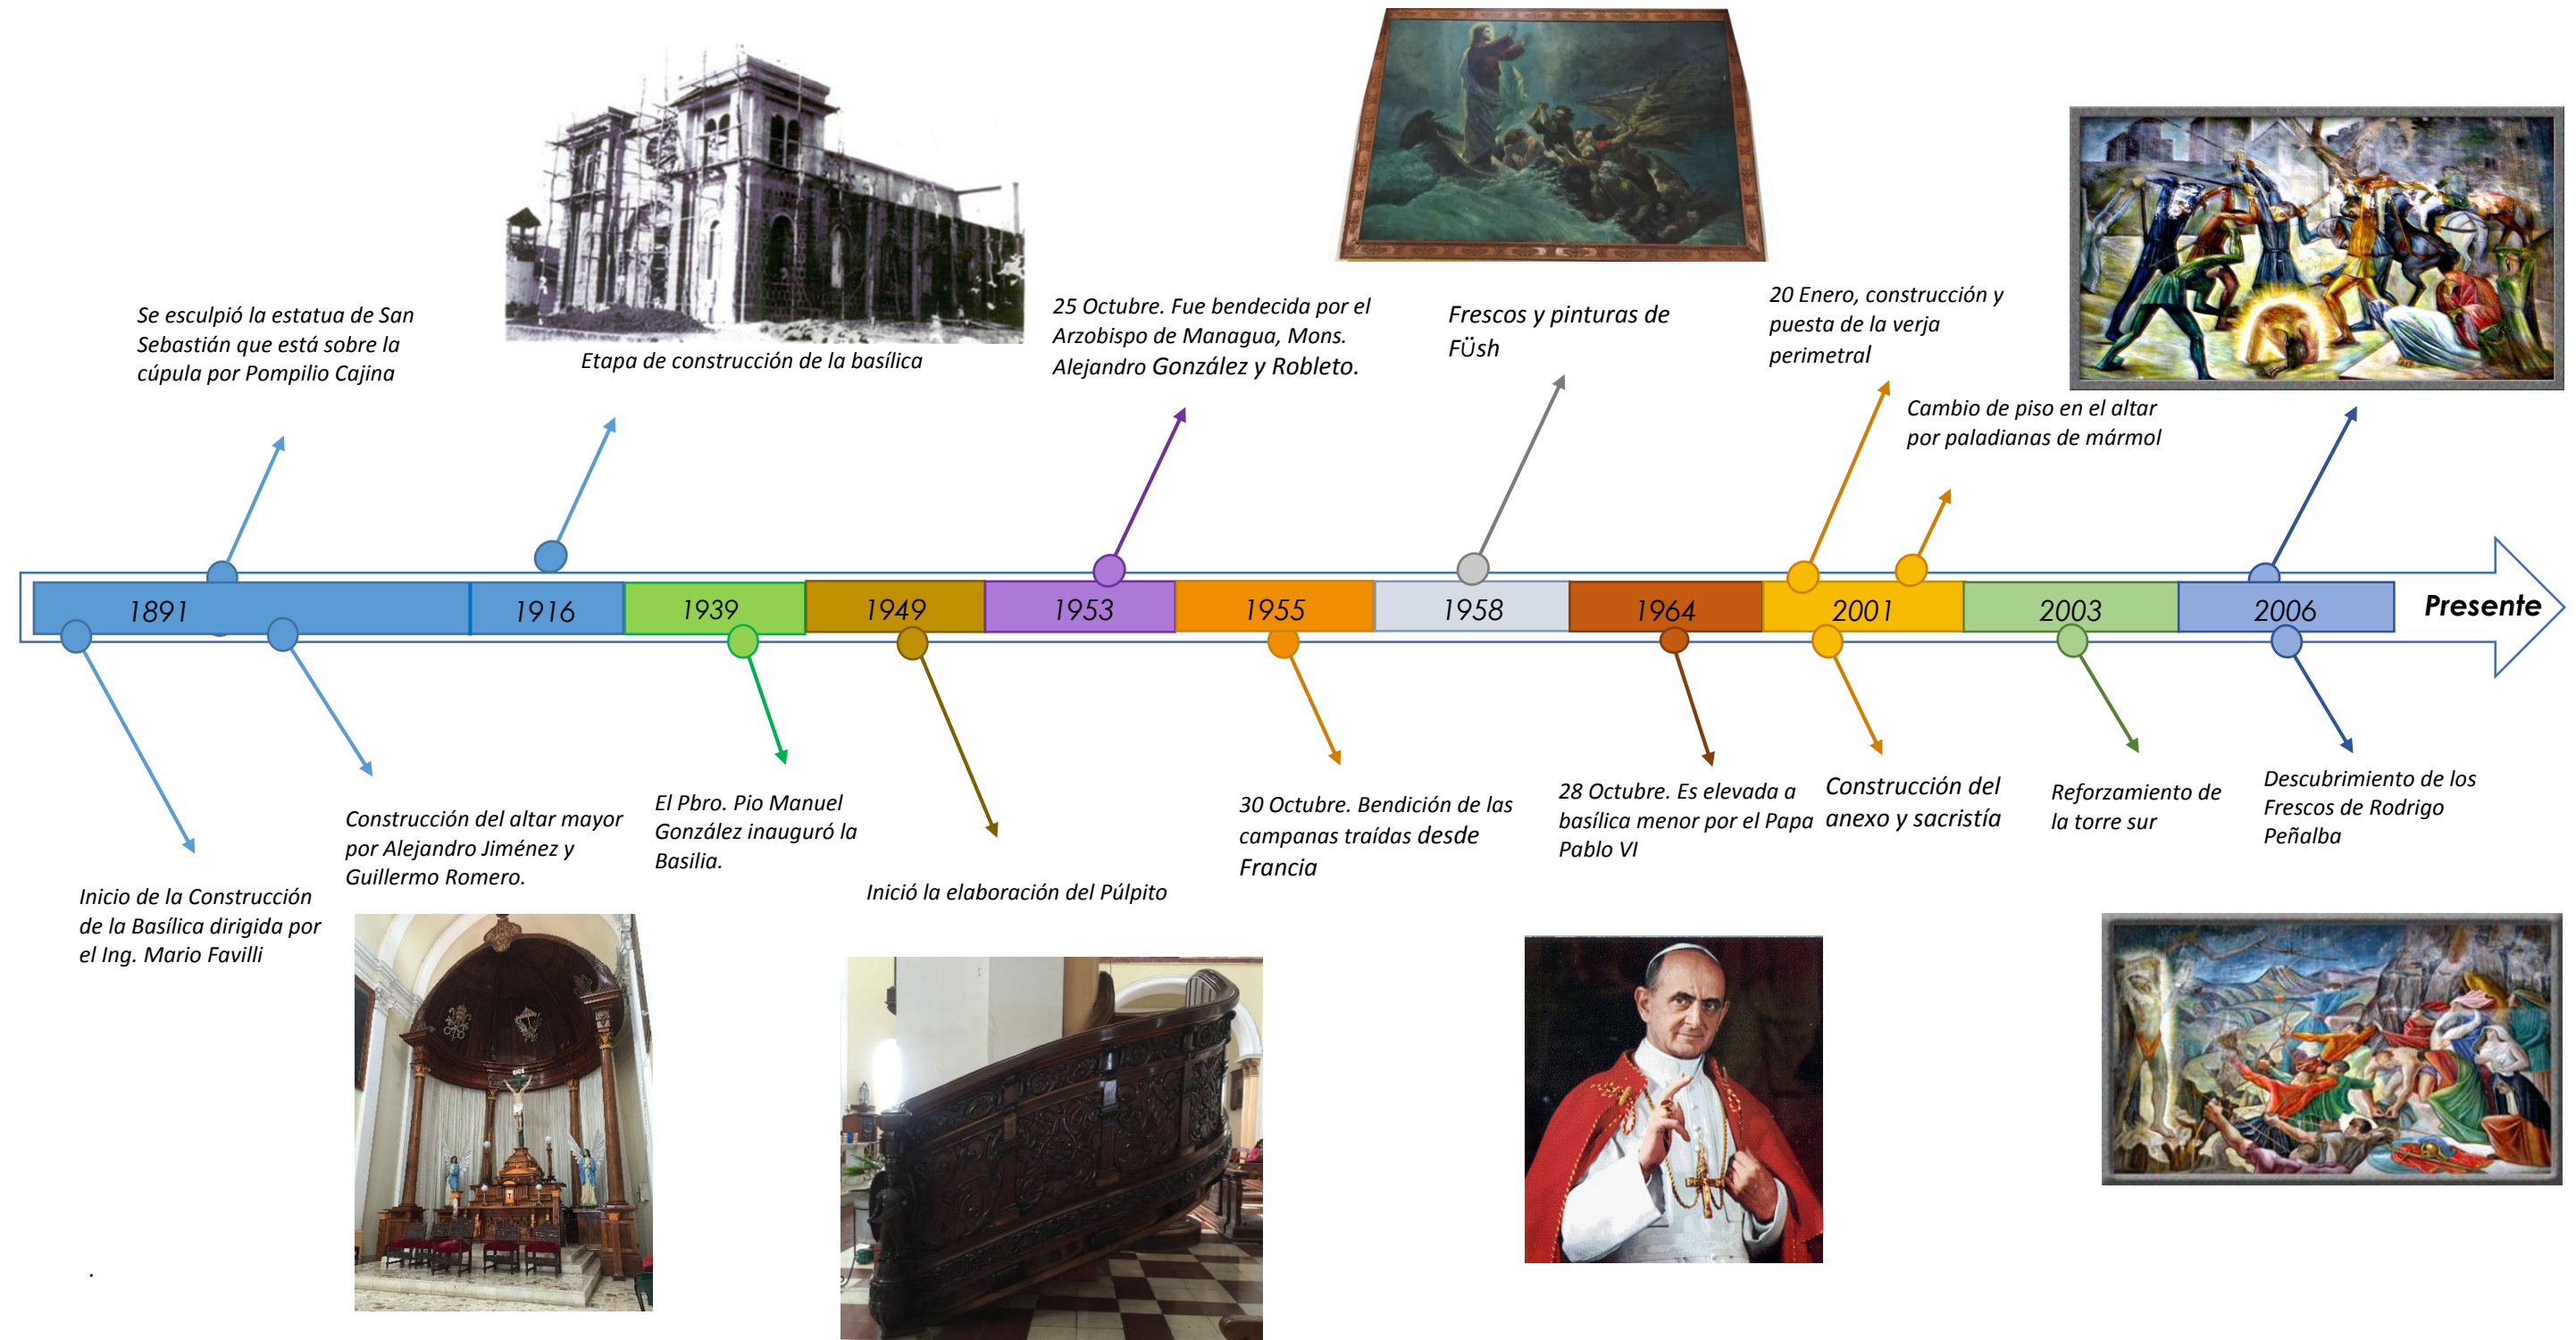 Se esculpió la estatua de San
Sebastián que está sobre la
cúpula por Pompilio Cajina
Etapa de construcción de la basílica
25 Octubre. Fue bendecida por el
Arzobispo de Managua, Mons.
Alejandro González y Robleto.
Frescos y pinturas de
FÜsh
20 Enero, construcción y
puesta de la verja
perimetral
Cambio de piso en el altar
por paladianas de mármol
1891
1916
1939
1949
1953
1955
1958
1964
2001
2003
2006
Presente
Inicio de la Construcción
de la Basílica dirigida por
el Ing. Mario Favilli
Construcción del altar mayor
por Alejandro Jiménez y
Guillermo Romero.
El Pbro. Pio Manuel
González inauguró la
Basilia.
Inició la elaboración del Púlpito
30 Octubre. Bendición de las
campanas traídas desde
Francia
28 Octubre. Es elevada a
basílica menor por el Papa
Pablo VI
Construcción del
anexo y sacristía
Reforzamiento de
la torre sur
Descubrimiento de los
Frescos de Rodrigo
Peñalba
.